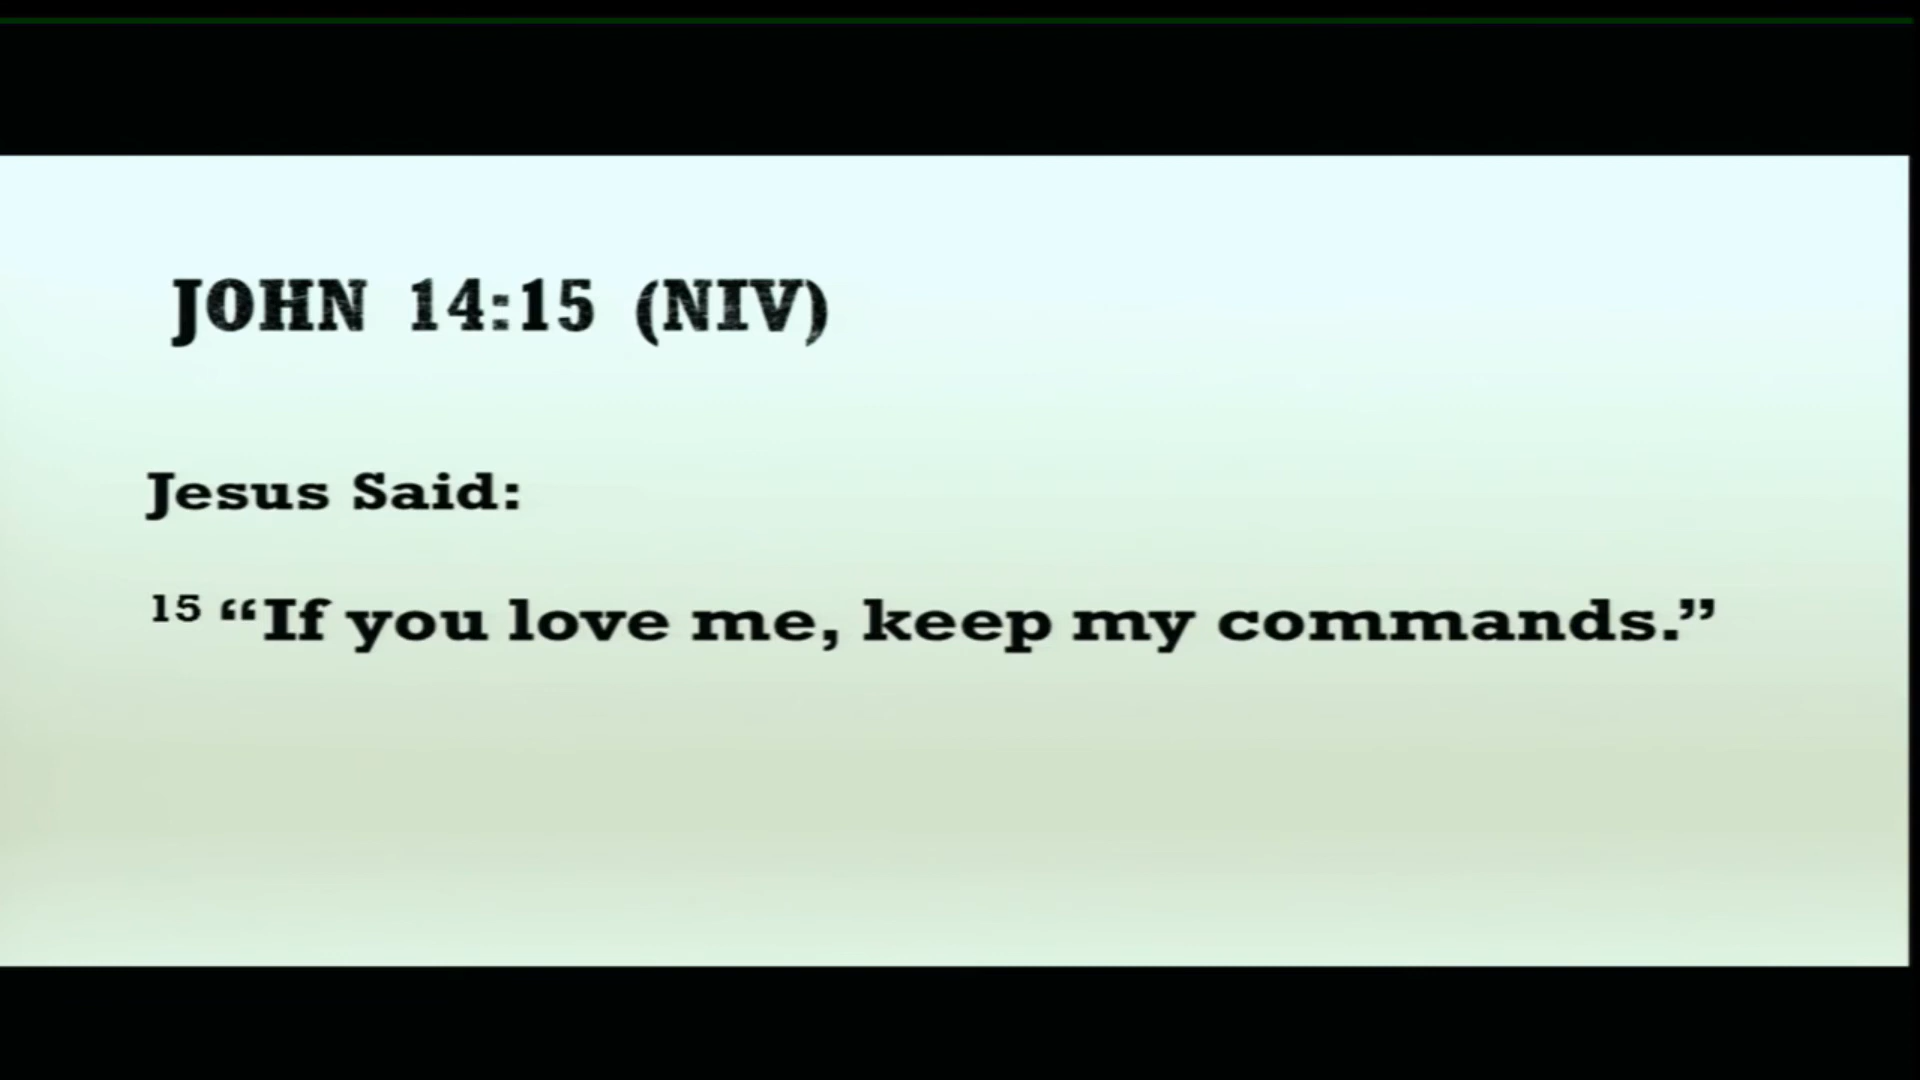 JOHN 14:15 (NIV)
Jesus Said:
15 “If you love me, keep my commands.”